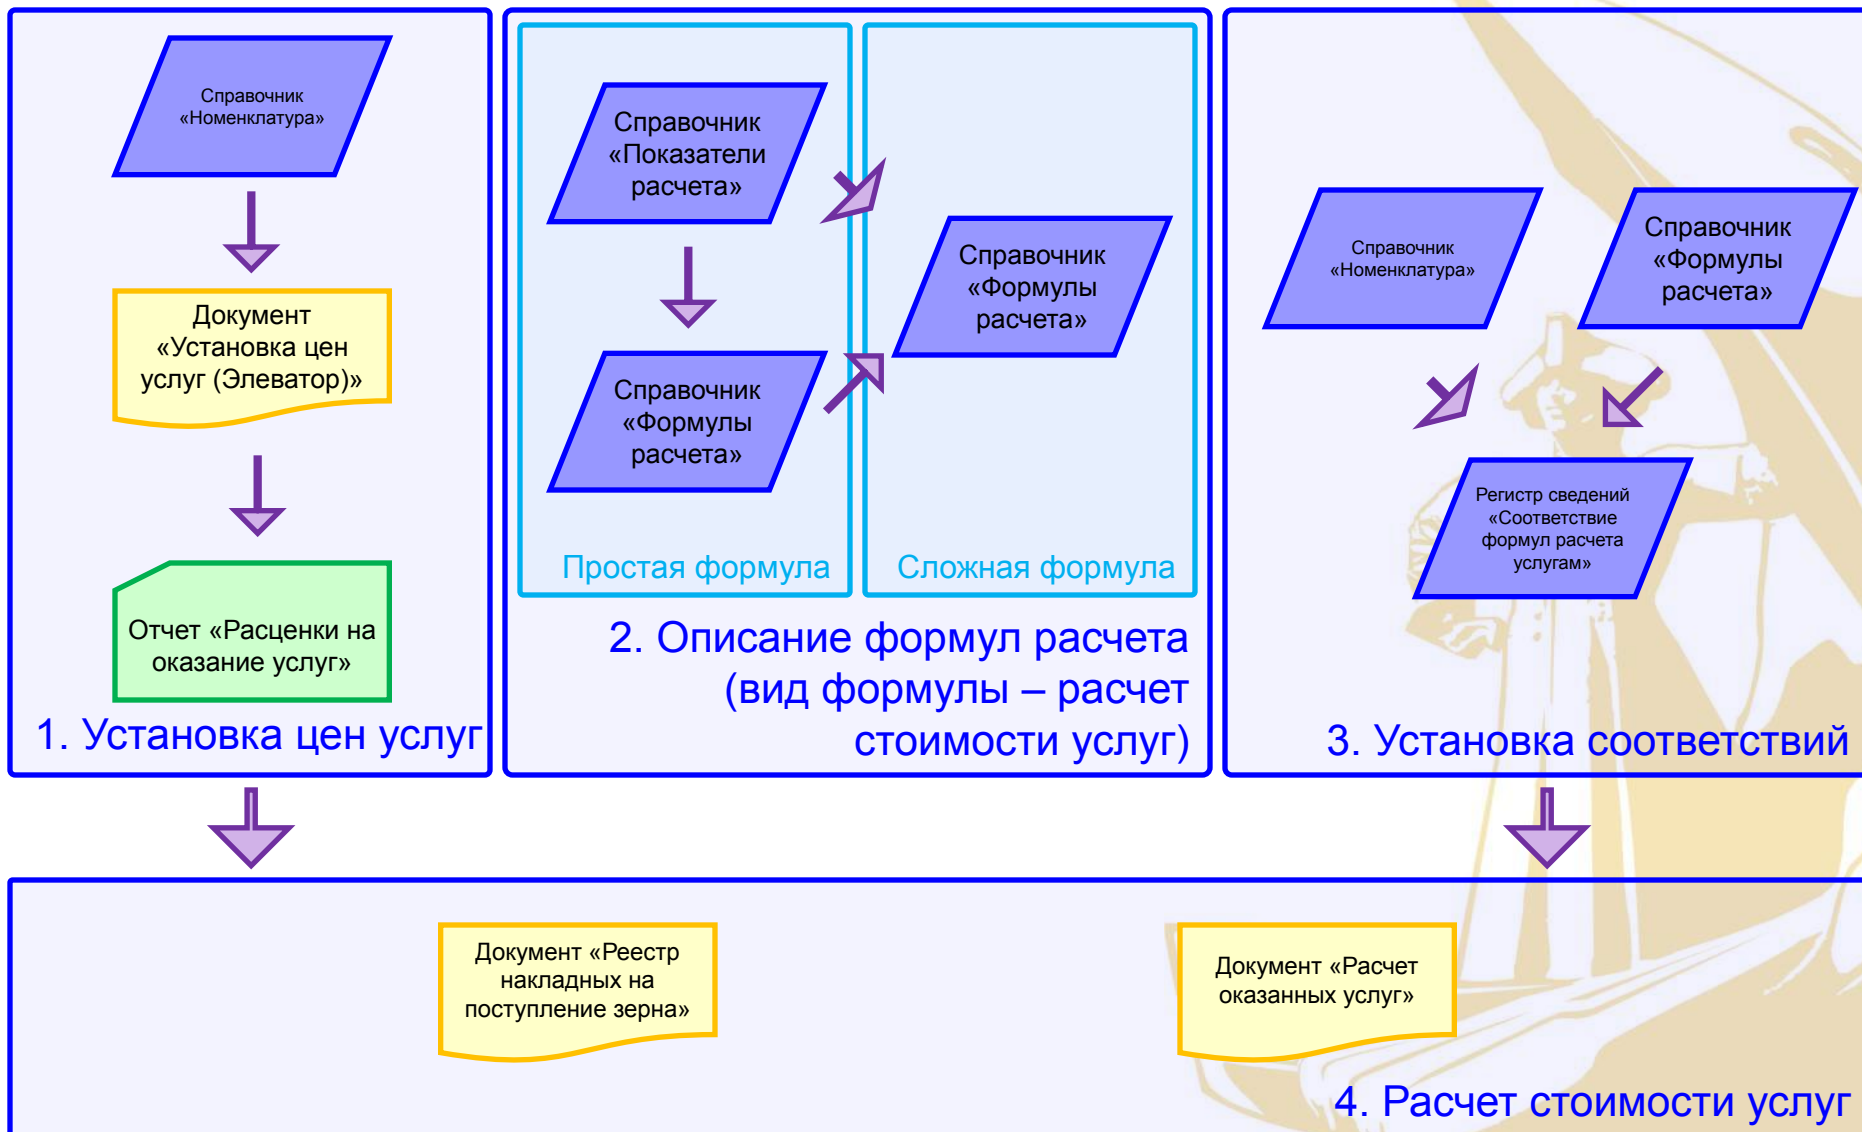 Справочник
«Номенклатура»
Документ
«Установка цен
услуг (Элеватор)»
Отчет «Расценки на
оказание услуг»
1. Установка цен услуг
Справочник
«Показатели
расчета»
Справочник
«Формулы
расчета»
Простая формула
Справочник
«Формулы
расчета»
Сложная формула
2. Описание формул расчета
(вид формулы – расчет
стоимости услуг)
Справочник
«Номенклатура»
Справочник
«Формулы
расчета»
Регистр сведений
«Соответствие
формул расчета
услугам»
3. Установка соответствий
Документ «Реестр
накладных на
поступление зерна»
Документ «Расчет
оказанных услуг»
4. Расчет стоимости услуг